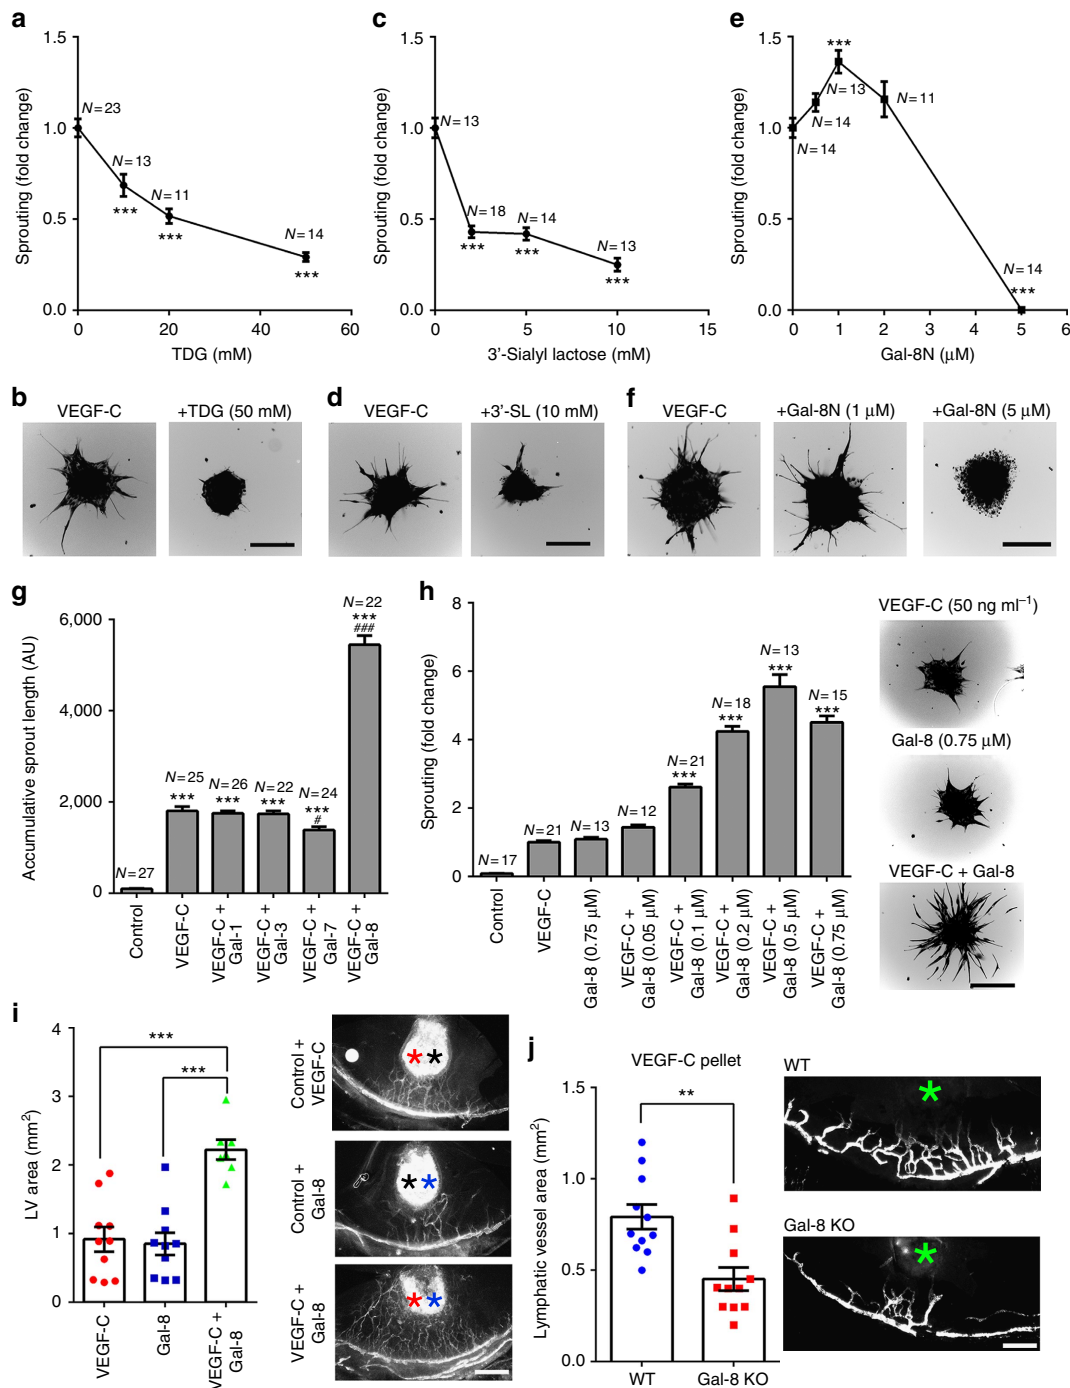 a
Sprouting (fold change)
1.5
1.0
0.5
0.0
N=23
N=13
***
N=11
***
N=14
***
0
20
40
60
TDG (mM)
c
Sprouting (fold change)
1.5
1.0
0.5
0.0
N=13
N=18
***
N=14
***
N=13
***
0
5
10
15
3′-Sialyl lactose (mM)
e
Sprouting (fold change)
1.5
1.0
0.5
0.0
***
N=13
N=11
N=14
N=14
N=14
***
0
1
2
3
4
5
6
Gal-8N (μM)
b
VEGF-C
+TDG (50 mM)
d
VEGF-C
+3′-SL (10 mM)
f
VEGF-C
+Gal-8N (1 μM)
+Gal-8N (5 μM)
g
Accumulative sprout length (AU)
6,000
4,000
2,000
0
N=27
N=25
***
N=26
***
N=22
***
N=24
***
#
N=22
***
###
Control
VEGF-C
VEGF-C +
Gal-1
VEGF-C +
Gal-3
VEGF-C +
Gal-7
VEGF-C +
Gal-8
h
Sprouting (fold change)
8
6
4
2
0
N=17
N=21
N=13
N=12
N=21
***
N=18
***
N=13
***
N=15
***
Control
VEGF-C
Gal-8 (0.75 μM)
VEGF-C +
Gal-8 (0.05 μM)
VEGF-C +
Gal-8 (0.1 μM)
VEGF-C +
Gal-8 (0.2 μM)
VEGF-C +
Gal-8 (0.5 μM)
VEGF-C +
Gal-8 (0.75 μM)
VEGF-C (50 ng ml⁻¹)
Gal-8 (0.75 μM)
VEGF-C + Gal-8
i
LV area (mm²)
4
3
2
1
0
***
***
VEGF-C
Gal-8
VEGF-C +
Gal-8
Control +
VEGF-C
* *
Control +
Gal-8
* *
VEGF-C +
Gal-8
* *
j
VEGF-C pellet
Lymphatic vessel area (mm²)
1.5
1.0
0.5
0.0
**
WT
Gal-8 KO
WT
*
Gal-8 KO
*